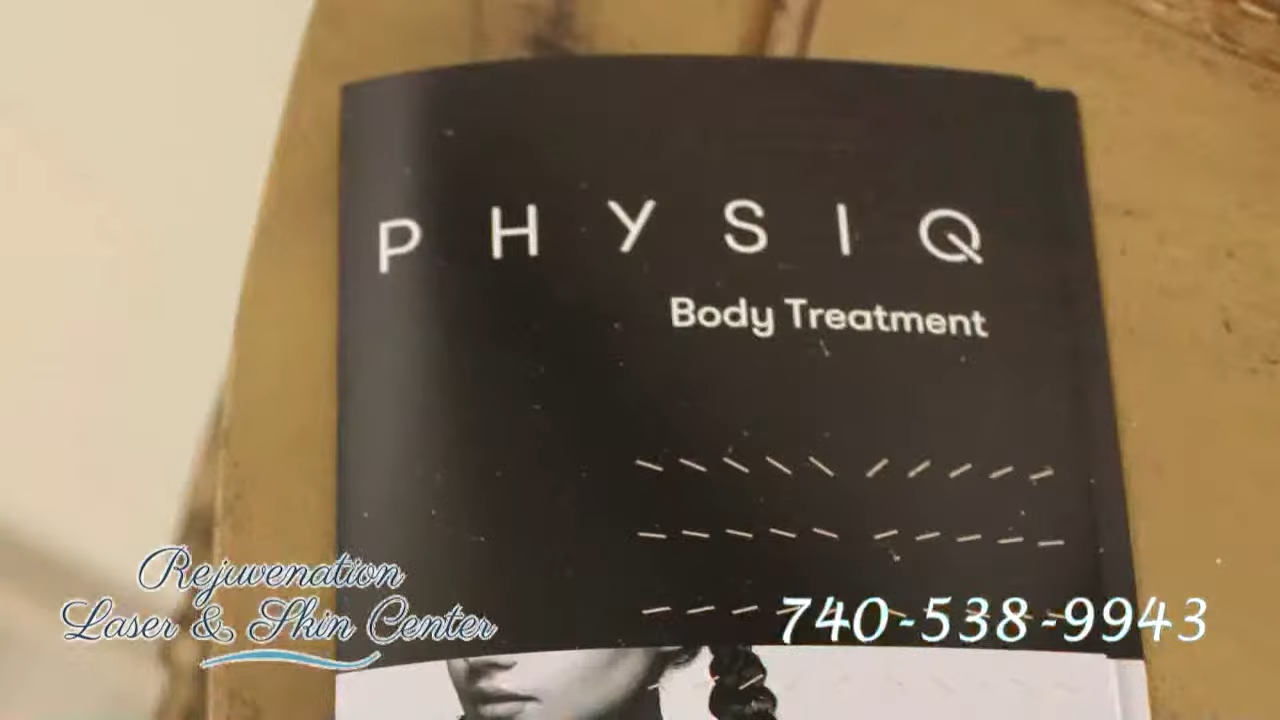 PHYSIQ
Body Treatment
Rejuvenation
Laser & Skin Center
740-538-9943